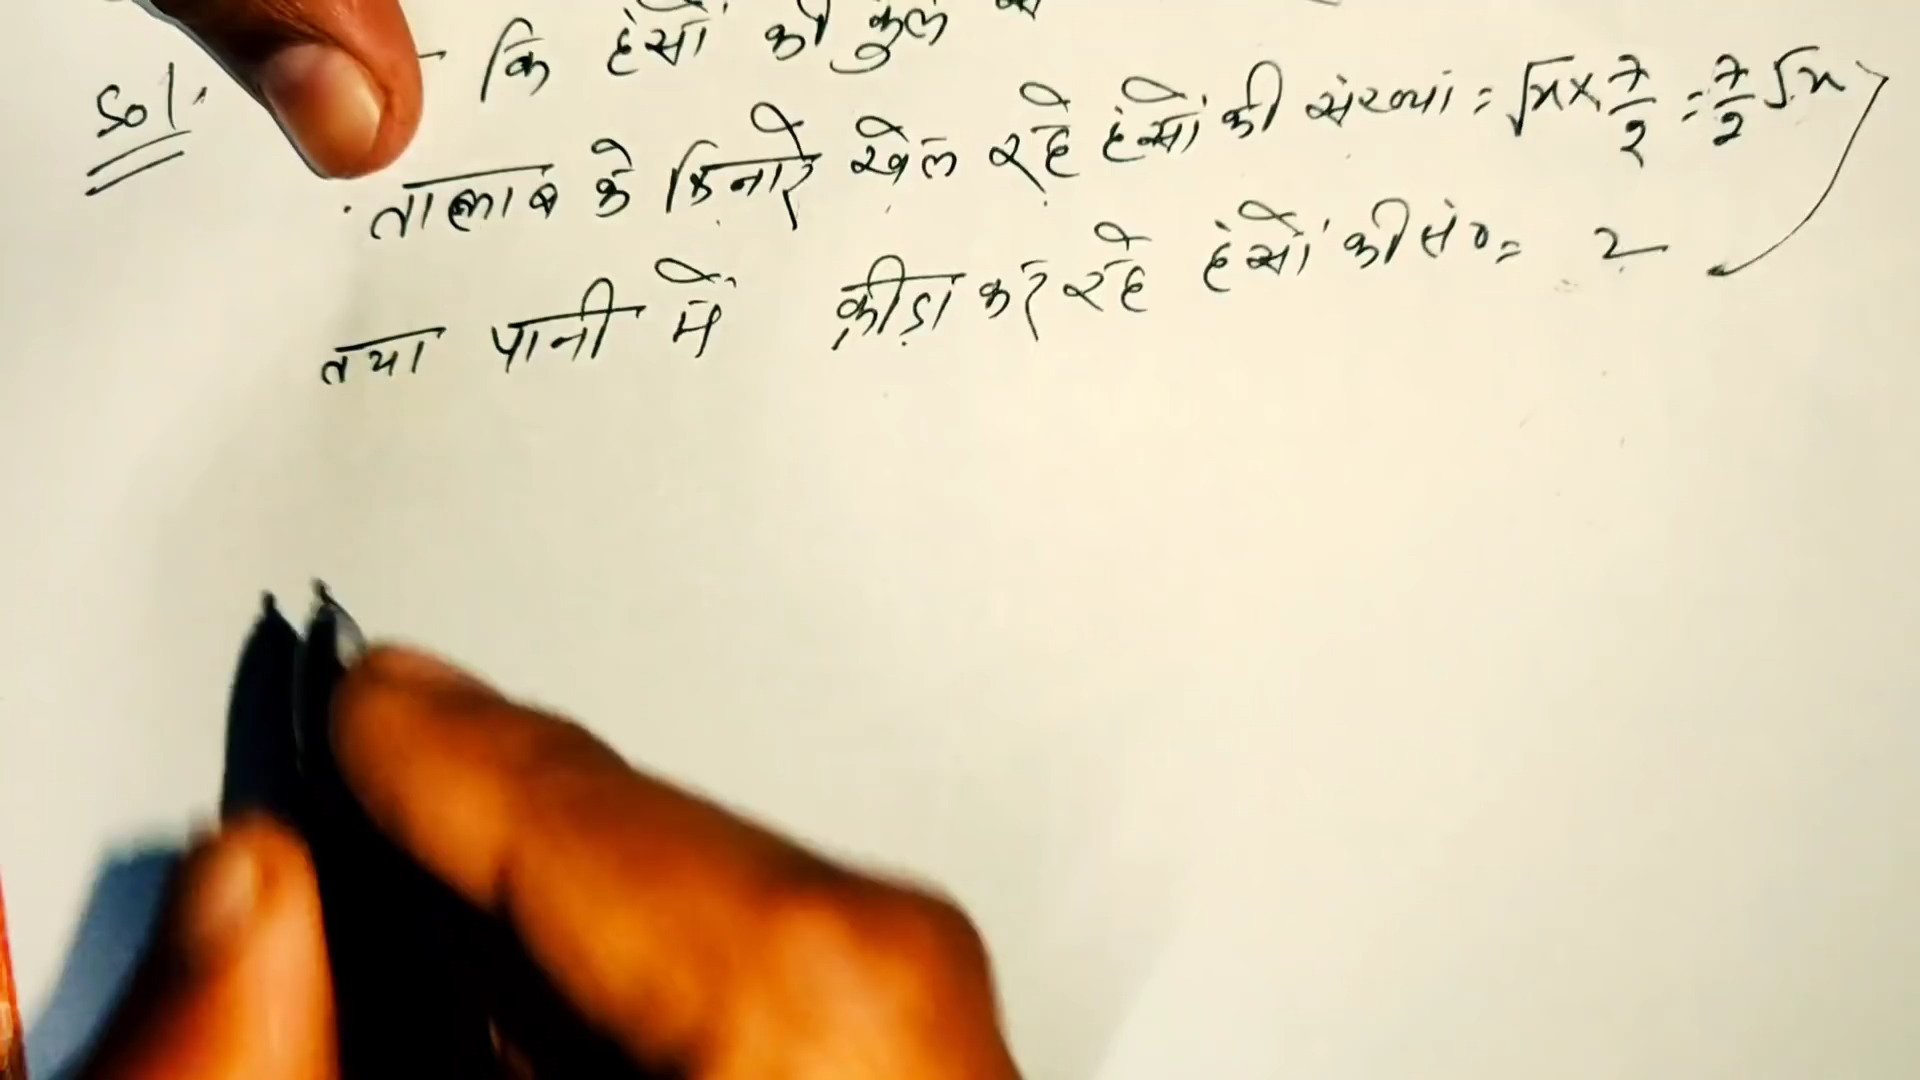 Sol.
- कि हंसों की कुल
तालाब के किनारे खेल रहे हंसों की संख्या = √x × 7/2 = 7/2 √x
तथा पानी में क्रीडा कर रहे हंसों की सं० = 2